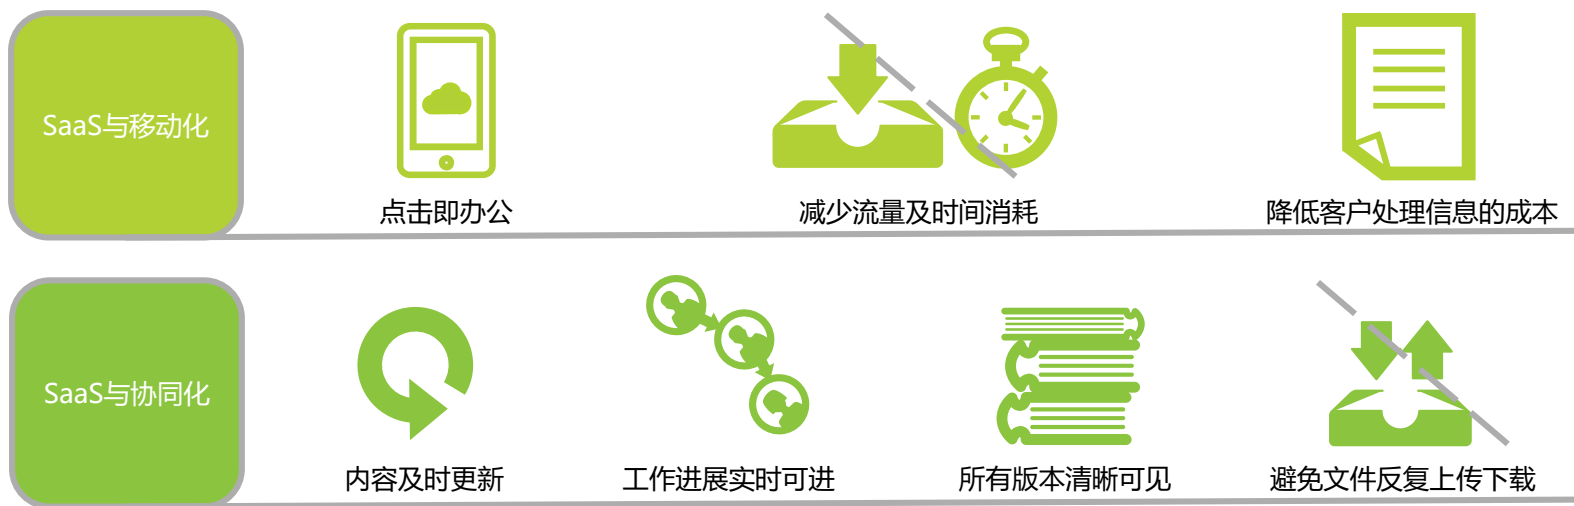 SaaS与移动化
点击即办公
减少流量及时间消耗
降低客户处理信息的成本
SaaS与协同化
内容及时更新
工作进展实时可进
所有版本清晰可见
避免文件反复上传下载